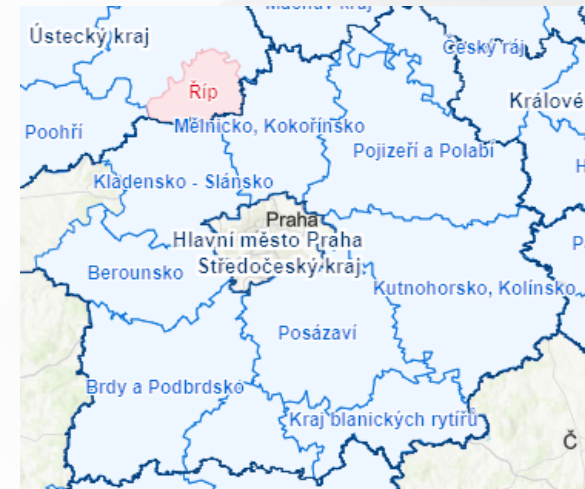 Ústecký kraj
Český ráj
Říp
Králové
Poohří
Mělnicko, Kokořínsko
Pojizeří a Polabí
H
Kladensko - Slánsko
Praha
Hlavní město Praha
Středočeský kraj
P
Berounsko
Kutnohorsko, Kolínsko
Posázaví
Brdy a Podbrdsko
Kraj blanických rytířů
Č